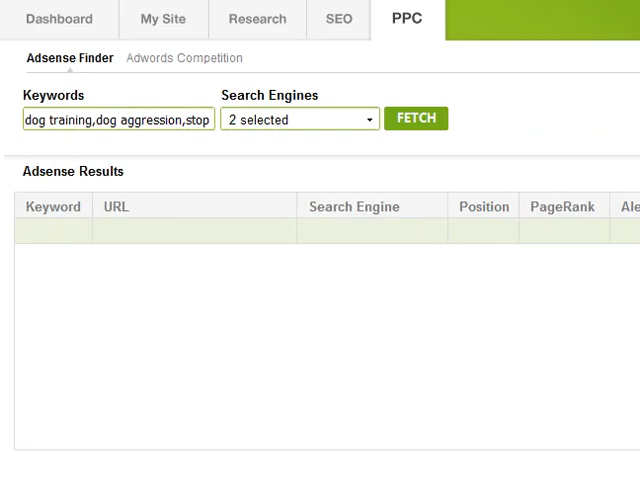 Dashboard My Site Research SEO PPC
Adsense Finder Adwords Competition
Keywords Search Engines
dog training,dog aggression,stop 2 selected FETCH
Adsense Results
Keyword URL Search Engine Position PageRank Ale